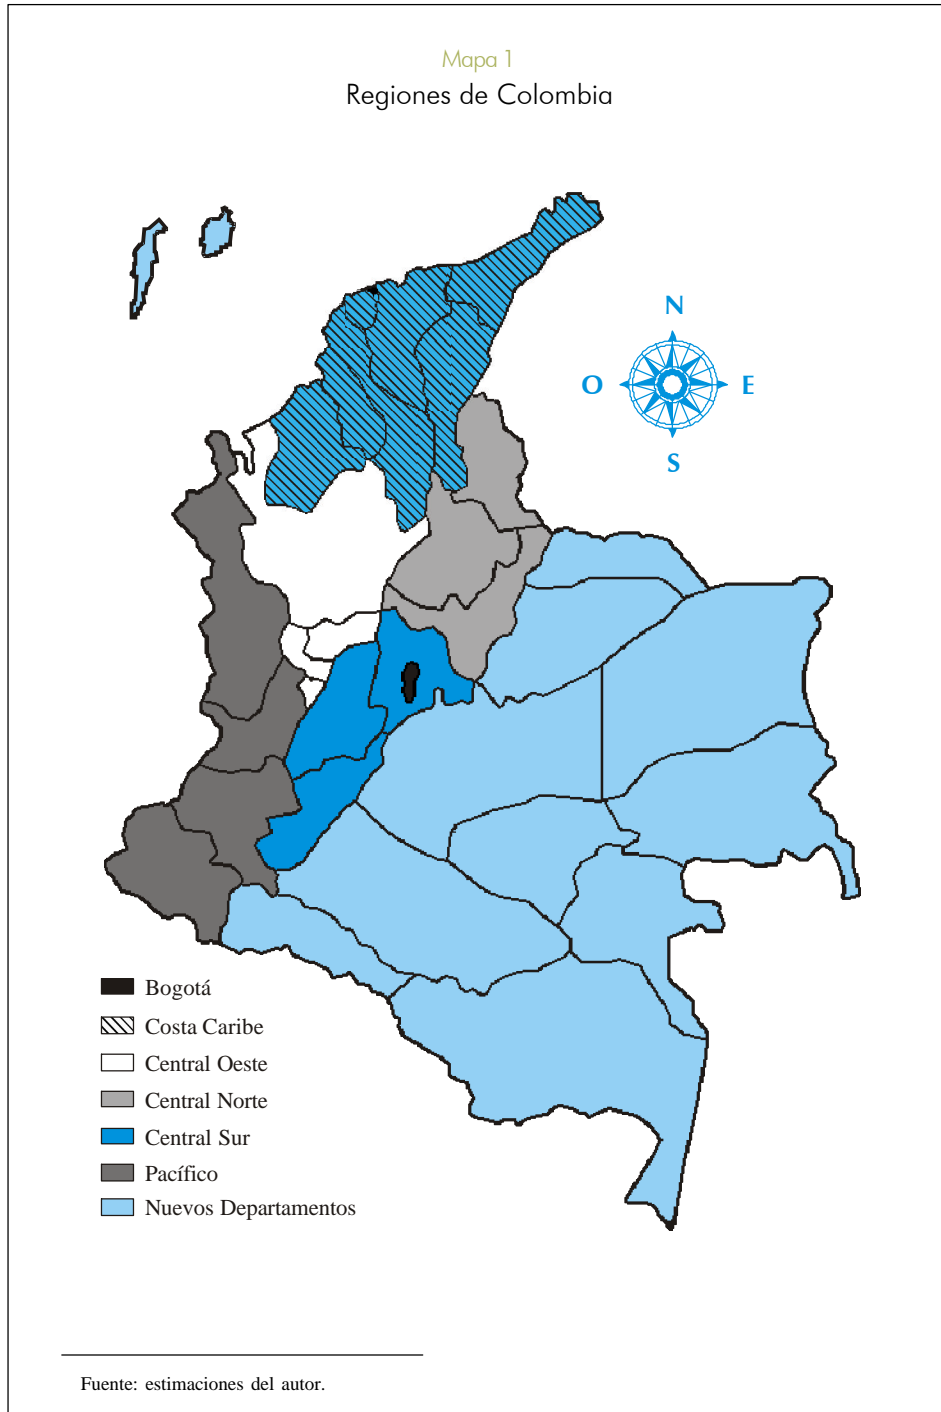 Mapa 1
Regiones de Colombia
N
O
E
S
Bogotá
Costa Caribe
Central Oeste
Central Norte
Central Sur
Pacífico
Nuevos Departamentos
Fuente: estimaciones del autor.